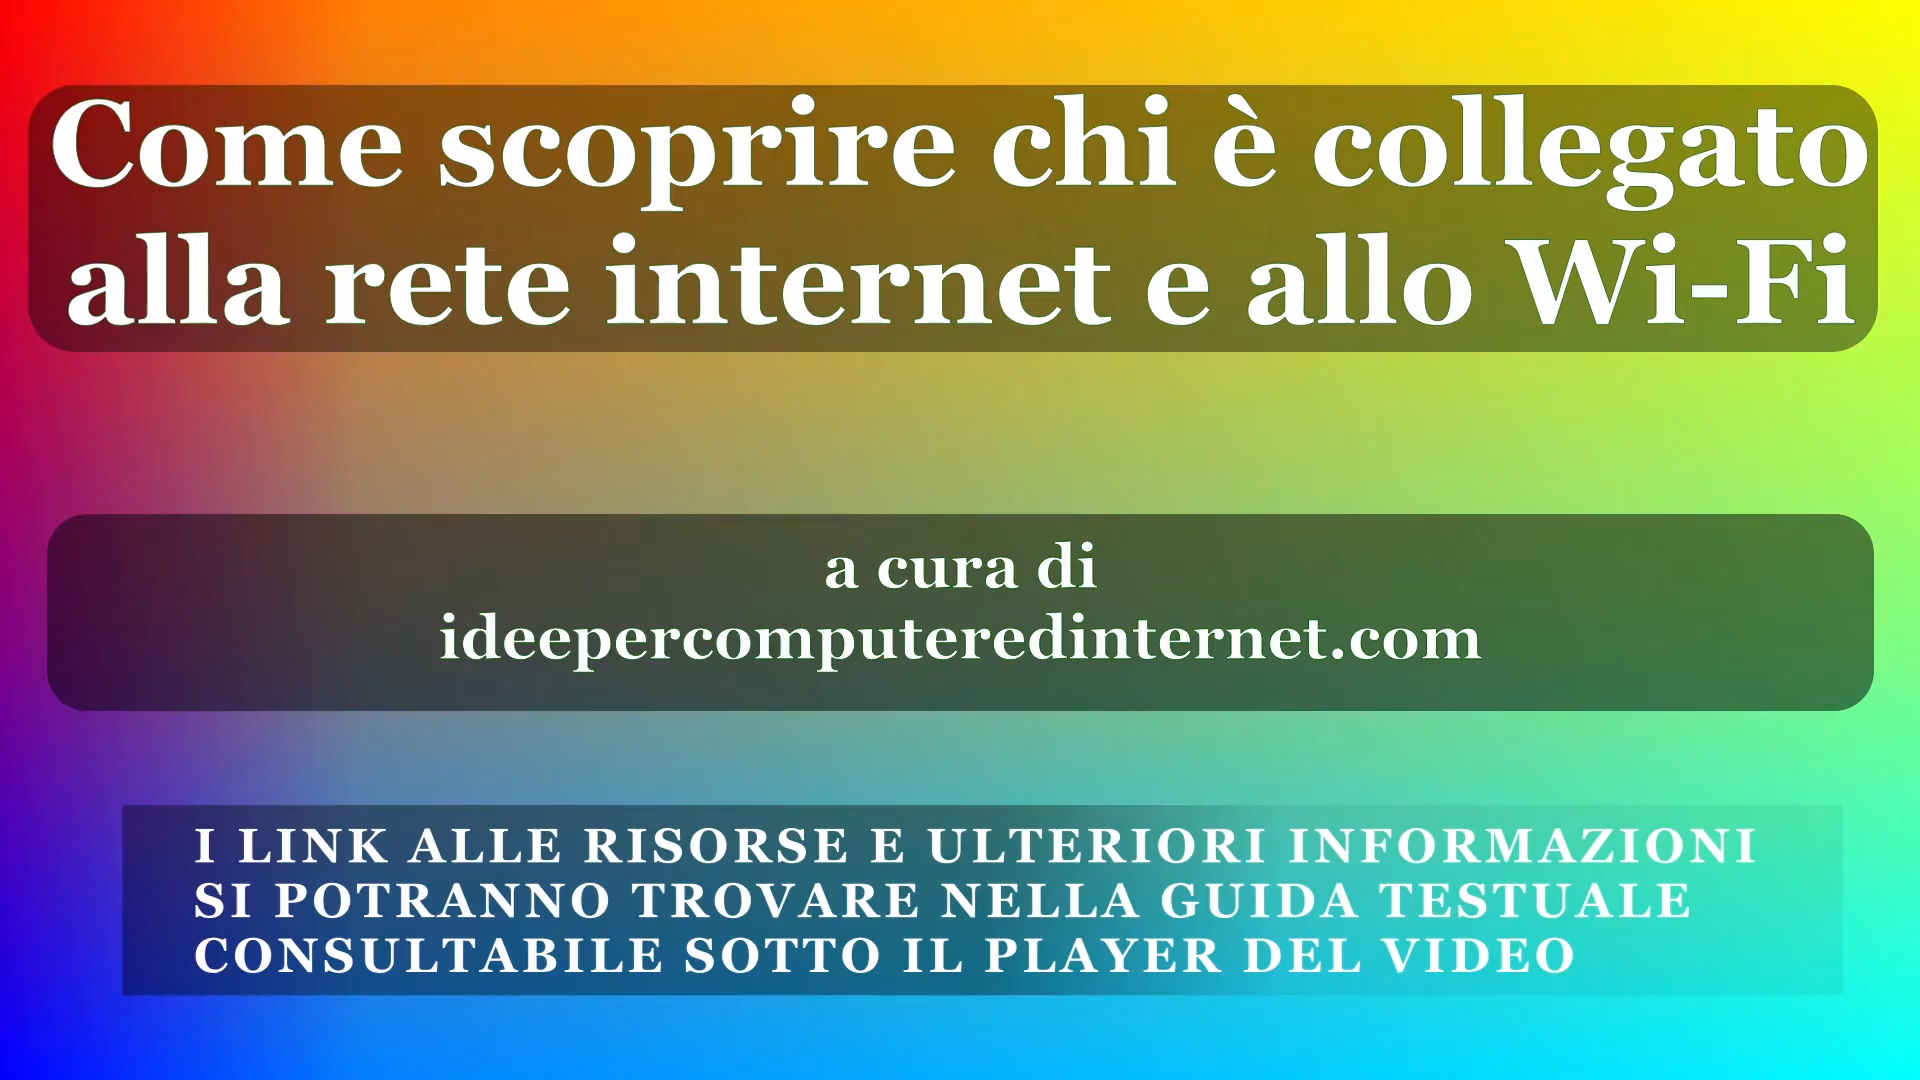 Come scoprire chi è collegato
alla rete internet e allo Wi-Fi
a cura di
ideepercomputeredinternet.com
I LINK ALLE RISORSE E ULTERIORI INFORMAZIONI
SI POTRANNO TROVARE NELLA GUIDA TESTUALE
CONSULTABILE SOTTO IL PLAYER DEL VIDEO